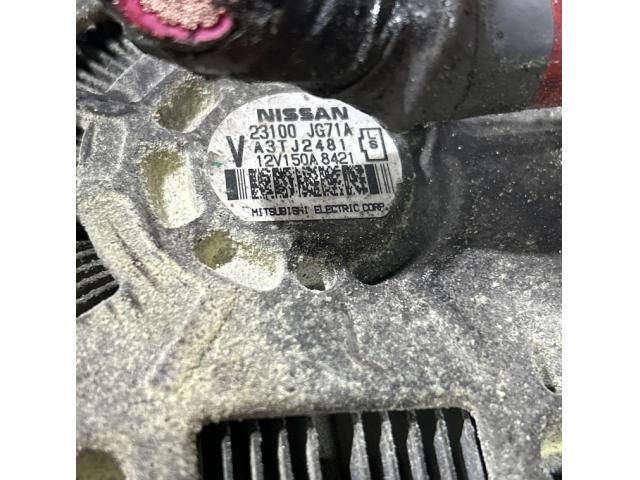 NISSAN
23100 JG71A
V A3TJ2481 L S
12V150A 8421
MITSUBISHI ELECTRIC CORP.